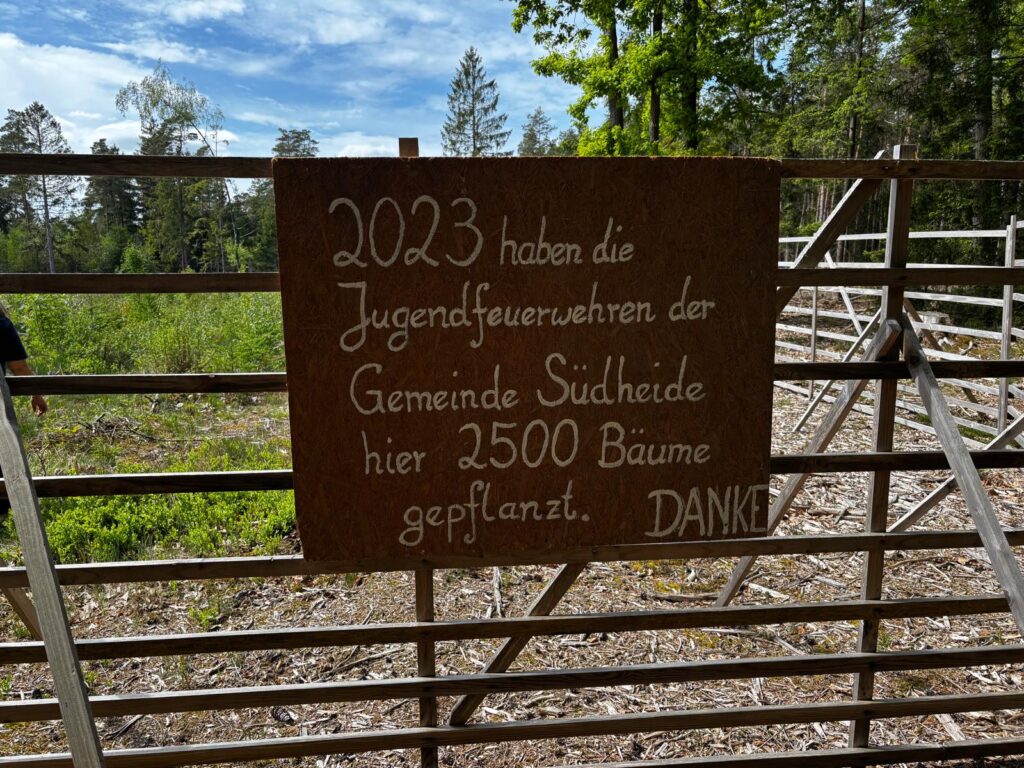 2023 haben die
Jugendfeuerwehren der
Gemeinde Südheide
hier 2500 Bäume
gepflanzt. DANKE